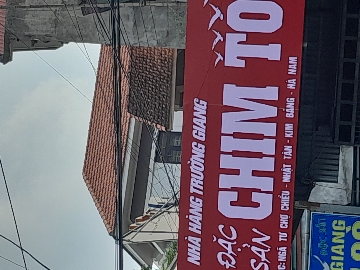 NHÀ HÀNG TRƯỜNG GIANG
ĐẶC SẢN
CHIM TO
ĐC: NGÃ TƯ CHỢ CHIỀU - NHẬT TÂN - KIM BẢNG - HÀ NAM
GIANG